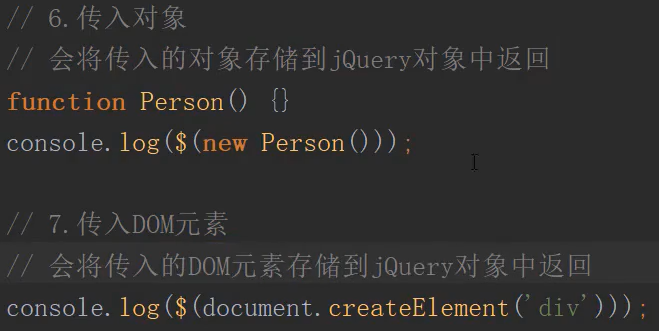 // 6.传入对象
// 会将传入的对象存储到jQuery对象中返回
function Person() {}
console.log($(new Person()));
// 7.传入DOM元素
// 会将传入的DOM元素存储到jQuery对象中返回
console.log($(document.createElement('div')));